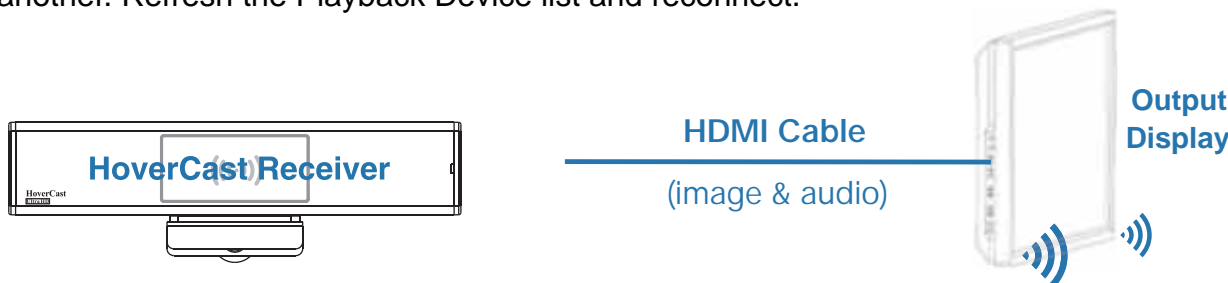 another. Refresh the Playback Device list and reconnect.
HoverCast Receiver
HoverCast
HDMI Cable
(image & audio)
Output
Display